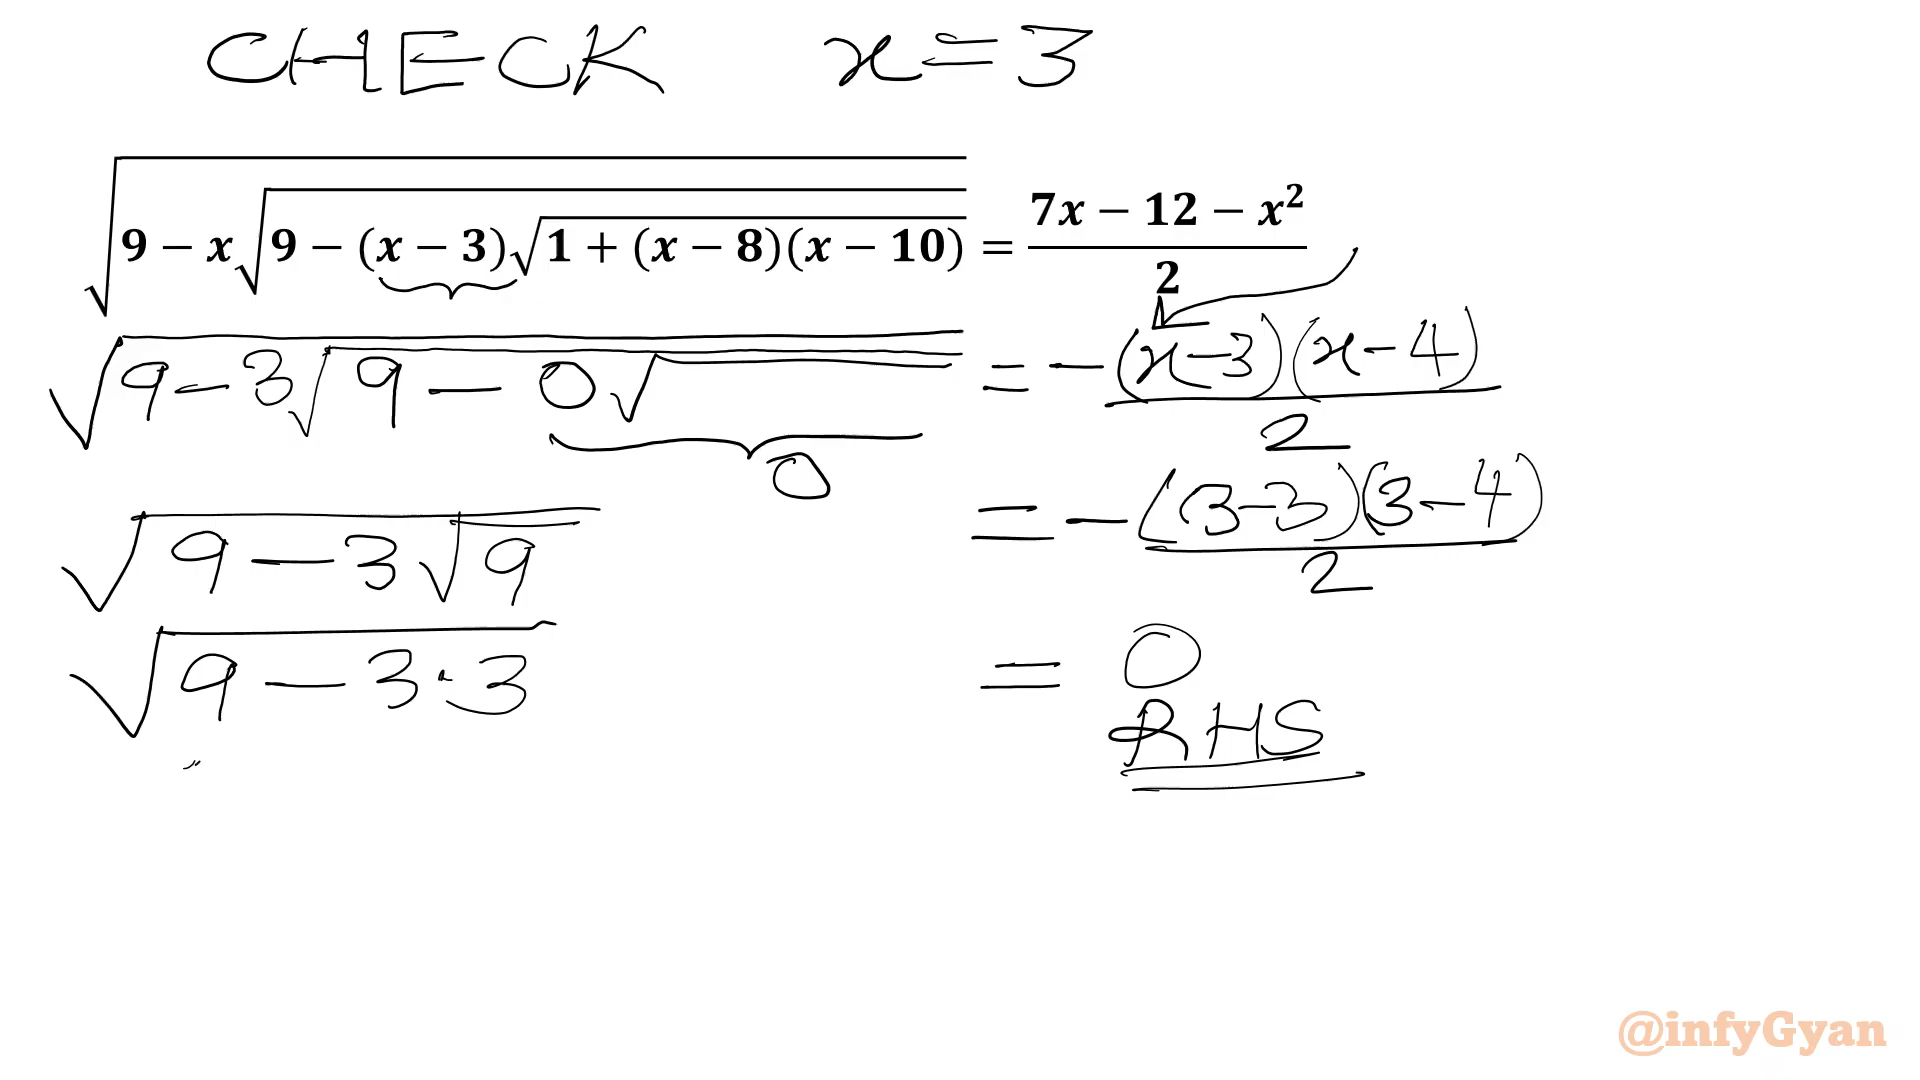 CHECK x=3
√(9 − x√(9 − (x − 3)√(1 + (x − 8)(x − 10)))) = (7x − 12 − x²)/2
√(9 − 3√(9 − 0√ )) = −(x−3)(x−4)/2
0
√(9 − 3√9) = −(3−3)(3−4)/2
√(9 − 3·3) = 0
RHS
@infyGyan